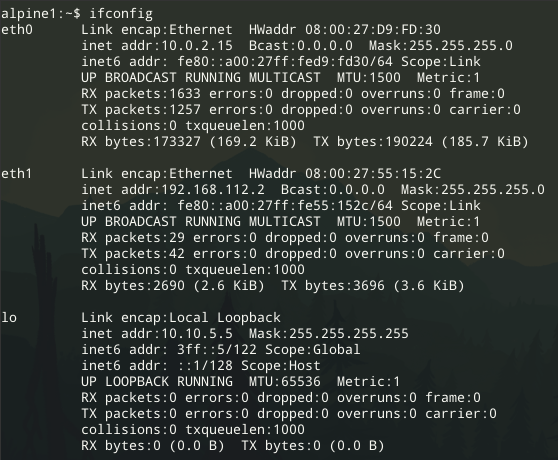 alpine1:~$ ifconfig
eth0      Link encap:Ethernet  HWaddr 08:00:27:D9:FD:30
          inet addr:10.0.2.15  Bcast:0.0.0.0  Mask:255.255.255.0
          inet6 addr: fe80::a00:27ff:fed9:fd30/64 Scope:Link
          UP BROADCAST RUNNING MULTICAST  MTU:1500  Metric:1
          RX packets:1633 errors:0 dropped:0 overruns:0 frame:0
          TX packets:1257 errors:0 dropped:0 overruns:0 carrier:0
          collisions:0 txqueuelen:1000
          RX bytes:173327 (169.2 KiB)  TX bytes:190224 (185.7 KiB)

eth1      Link encap:Ethernet  HWaddr 08:00:27:55:15:2C
          inet addr:192.168.112.2  Bcast:0.0.0.0  Mask:255.255.255.0
          inet6 addr: fe80::a00:27ff:fe55:152c/64 Scope:Link
          UP BROADCAST RUNNING MULTICAST  MTU:1500  Metric:1
          RX packets:29 errors:0 dropped:0 overruns:0 frame:0
          TX packets:42 errors:0 dropped:0 overruns:0 carrier:0
          collisions:0 txqueuelen:1000
          RX bytes:2690 (2.6 KiB)  TX bytes:3696 (3.6 KiB)

lo        Link encap:Local Loopback
          inet addr:10.10.5.5  Mask:255.255.255.255
          inet6 addr: 3ff::5/122 Scope:Global
          inet6 addr: ::1/128 Scope:Host
          UP LOOPBACK RUNNING  MTU:65536  Metric:1
          RX packets:0 errors:0 dropped:0 overruns:0 frame:0
          TX packets:0 errors:0 dropped:0 overruns:0 carrier:0
          collisions:0 txqueuelen:1000
          RX bytes:0 (0.0 B)  TX bytes:0 (0.0 B)